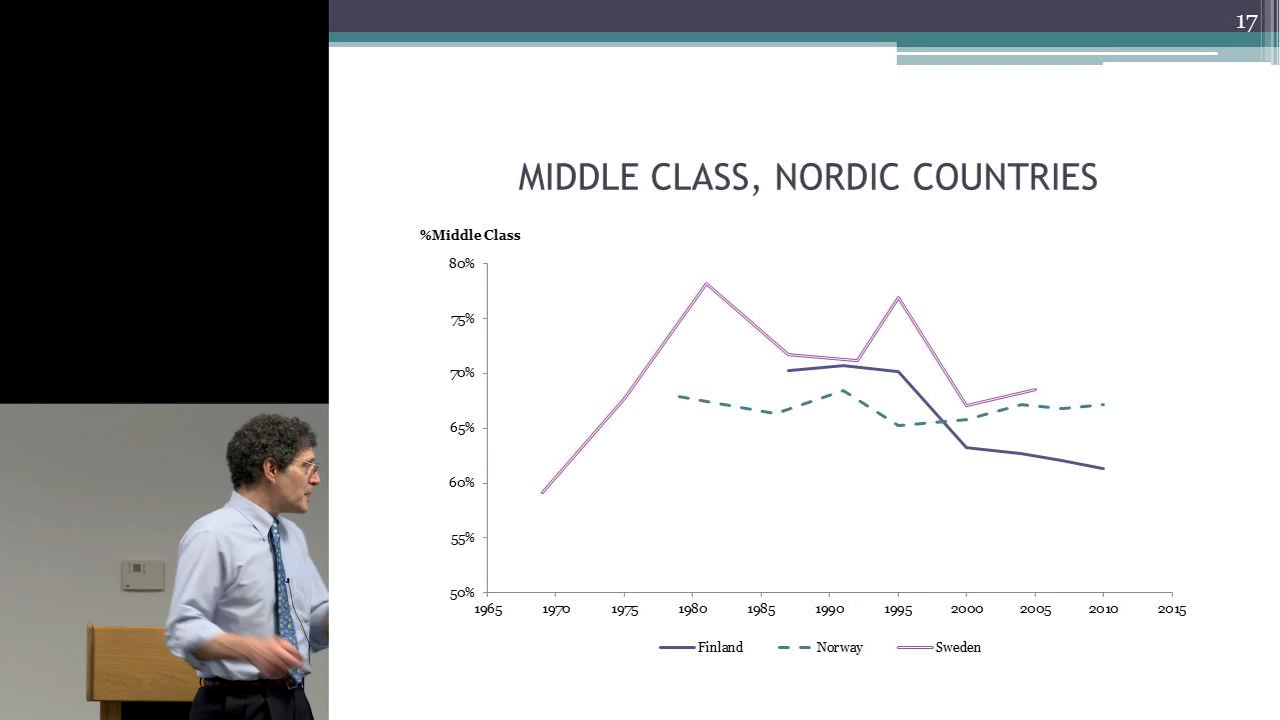 17
MIDDLE CLASS, NORDIC COUNTRIES
%Middle Class
80%
75%
70%
65%
60%
55%
50%
1965 1970 1975 1980 1985 1990 1995 2000 2005 2010 2015
Finland Norway Sweden